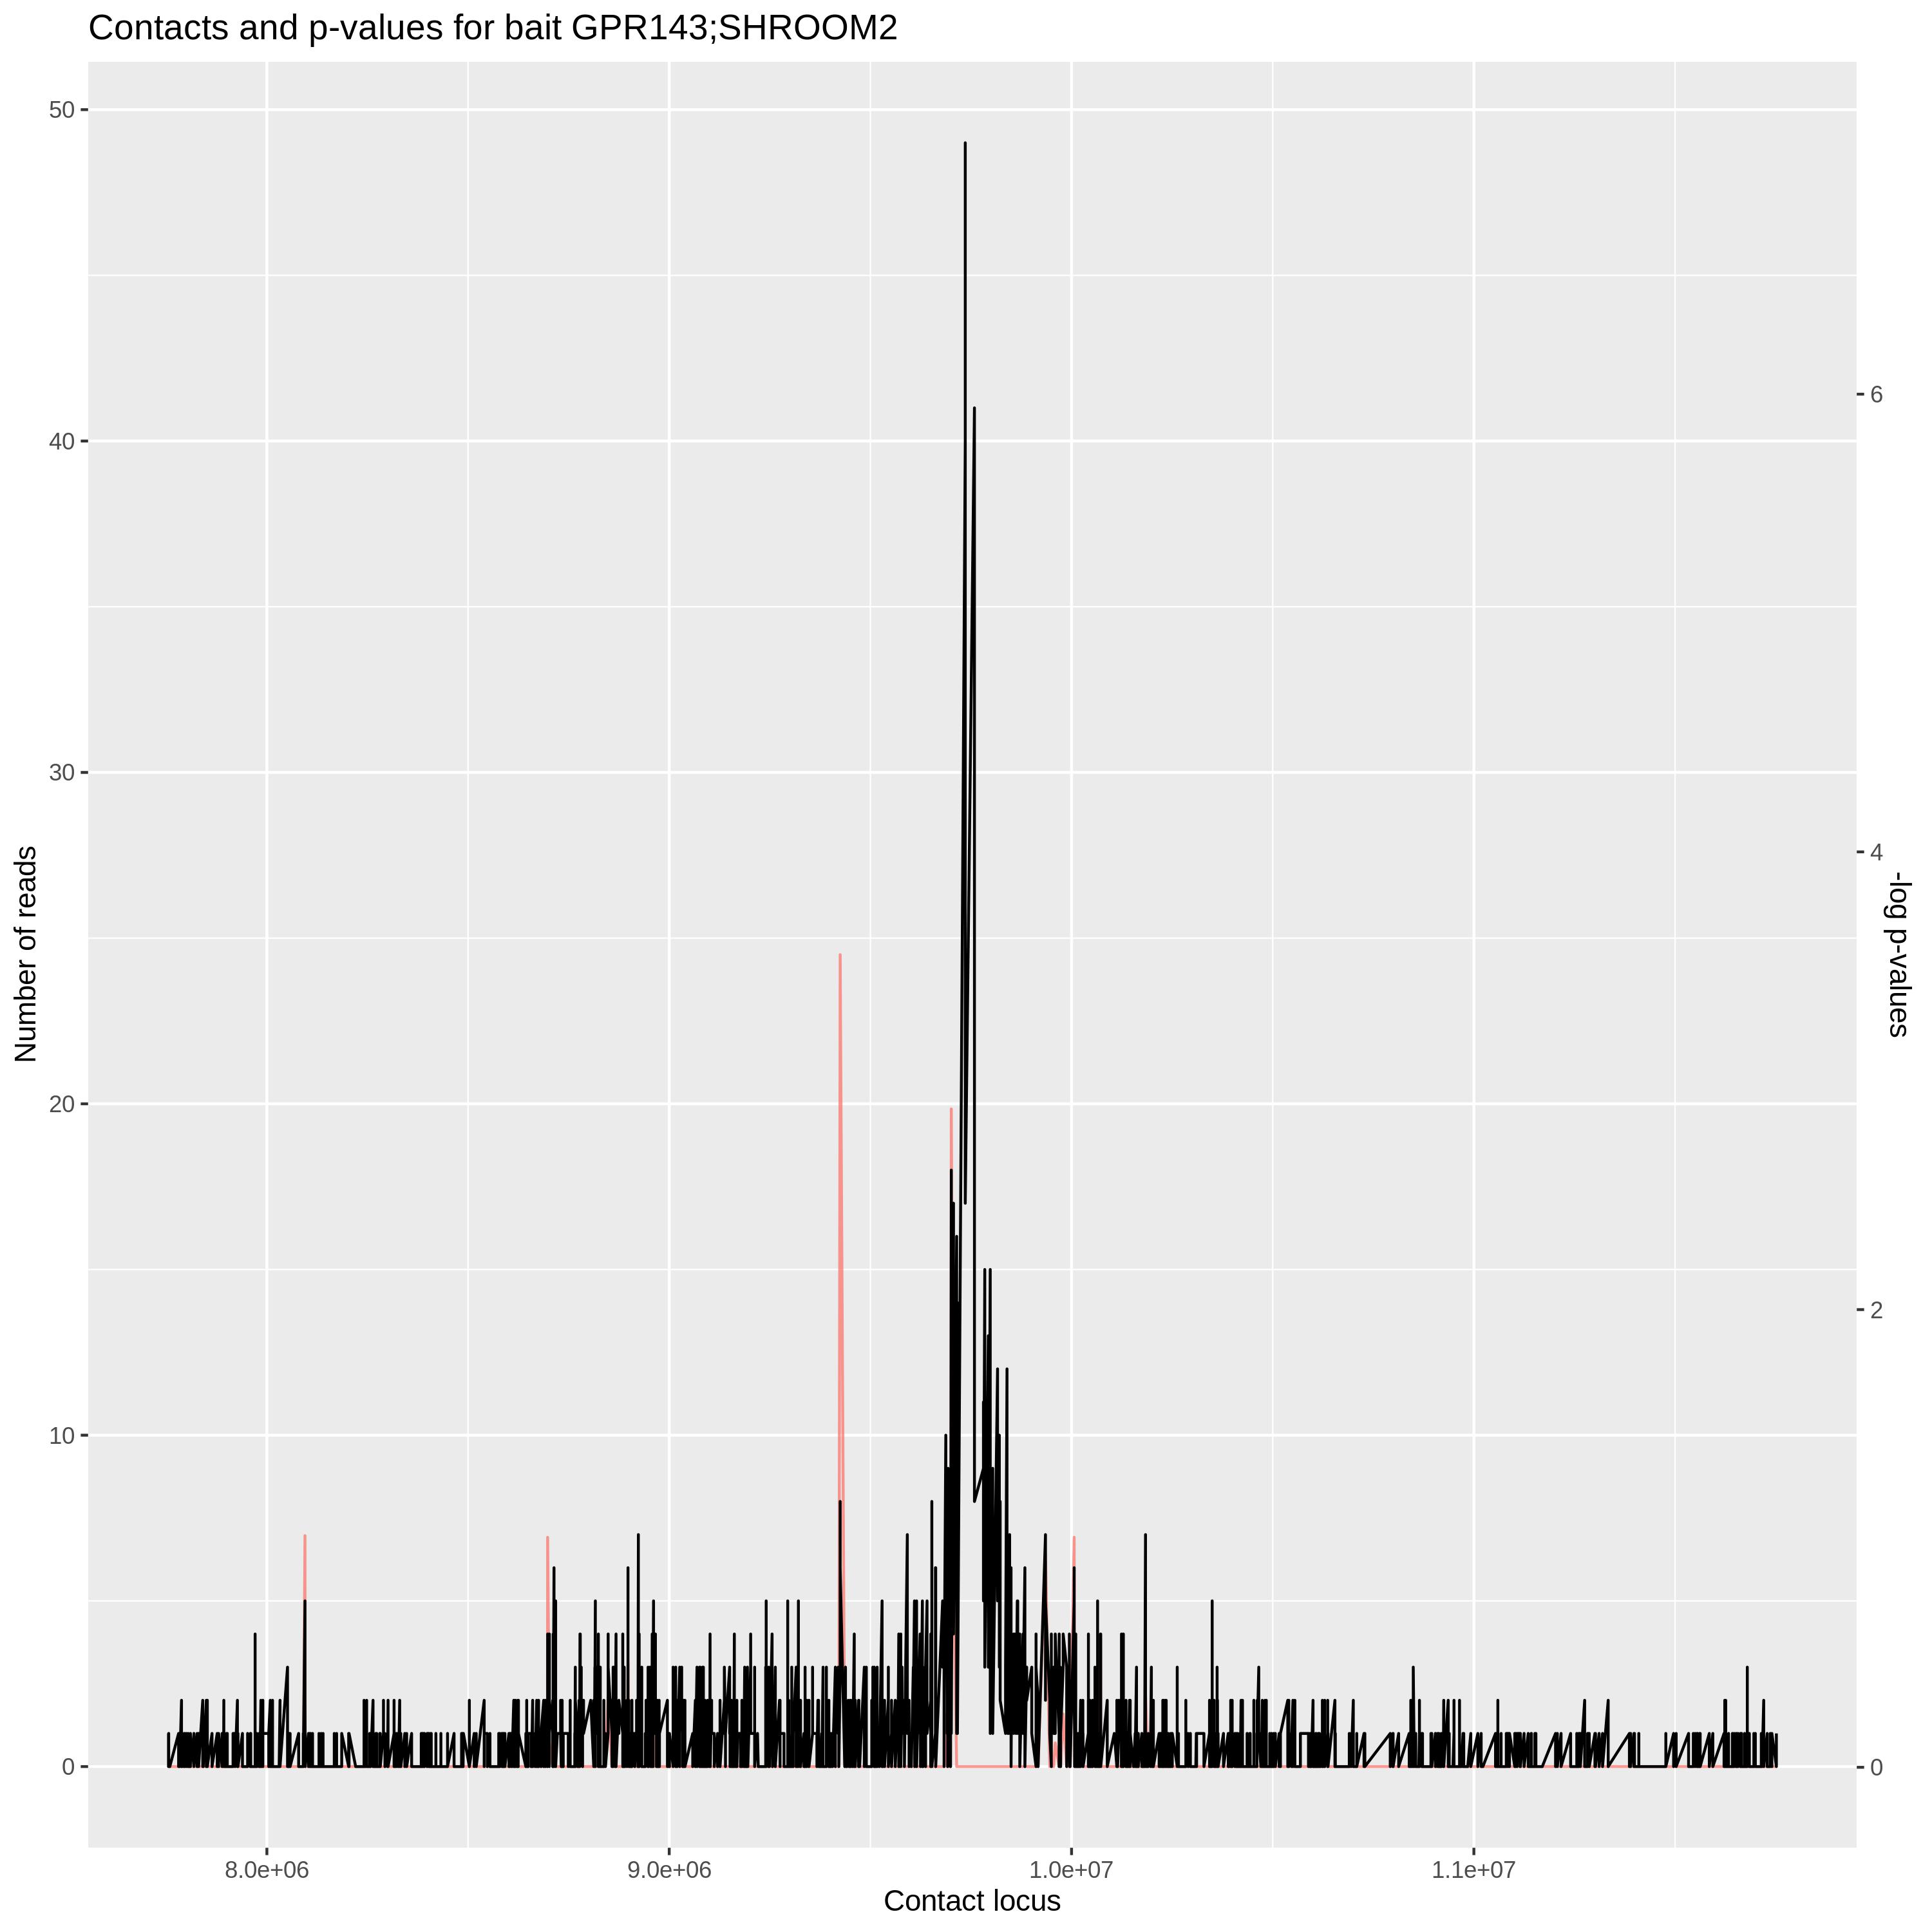 Contacts and p-values for bait GPR143;SHROOM2
50
40
30
20
10
0
Number of reads
6
4
2
0
-log p-values
8.0e+06
9.0e+06
1.0e+07
1.1e+07
Contact locus